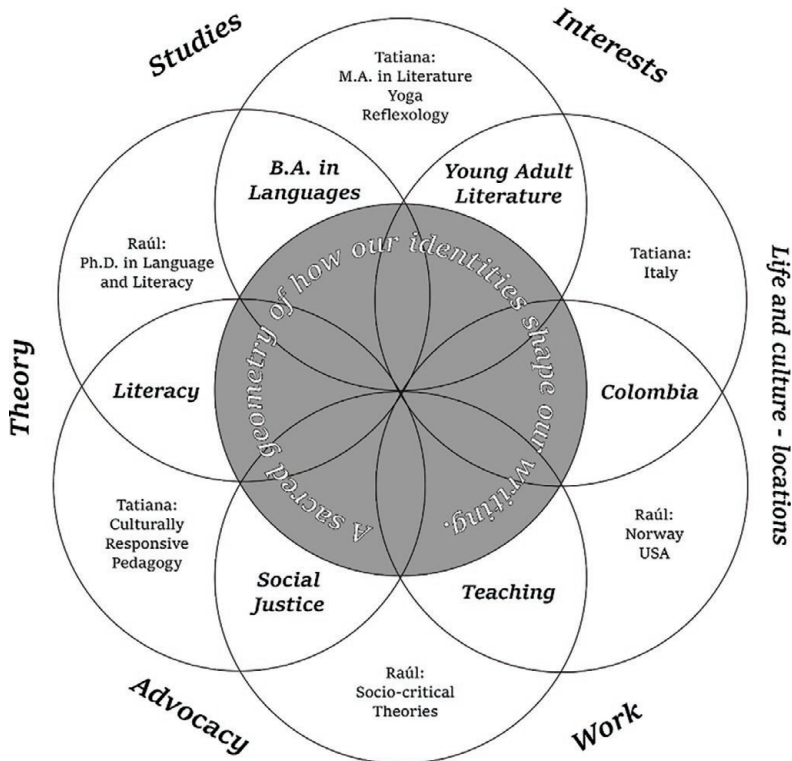 Studies
Interests
Tatiana:
M.A. in Literature
Yoga
Reflexology
B.A. in
Languages
Young Adult
Literature
Raúl:
Ph.D. in Language
and Literacy
Tatiana:
Italy
A sacred geometry of how our identities shape our writing.
Theory
Literacy
Colombia
Life and culture - locations
Tatiana:
Culturally
Responsive
Pedagogy
Raúl:
Norway
USA
Social
Justice
Teaching
Raúl:
Socio-critical
Theories
Advocacy
Work